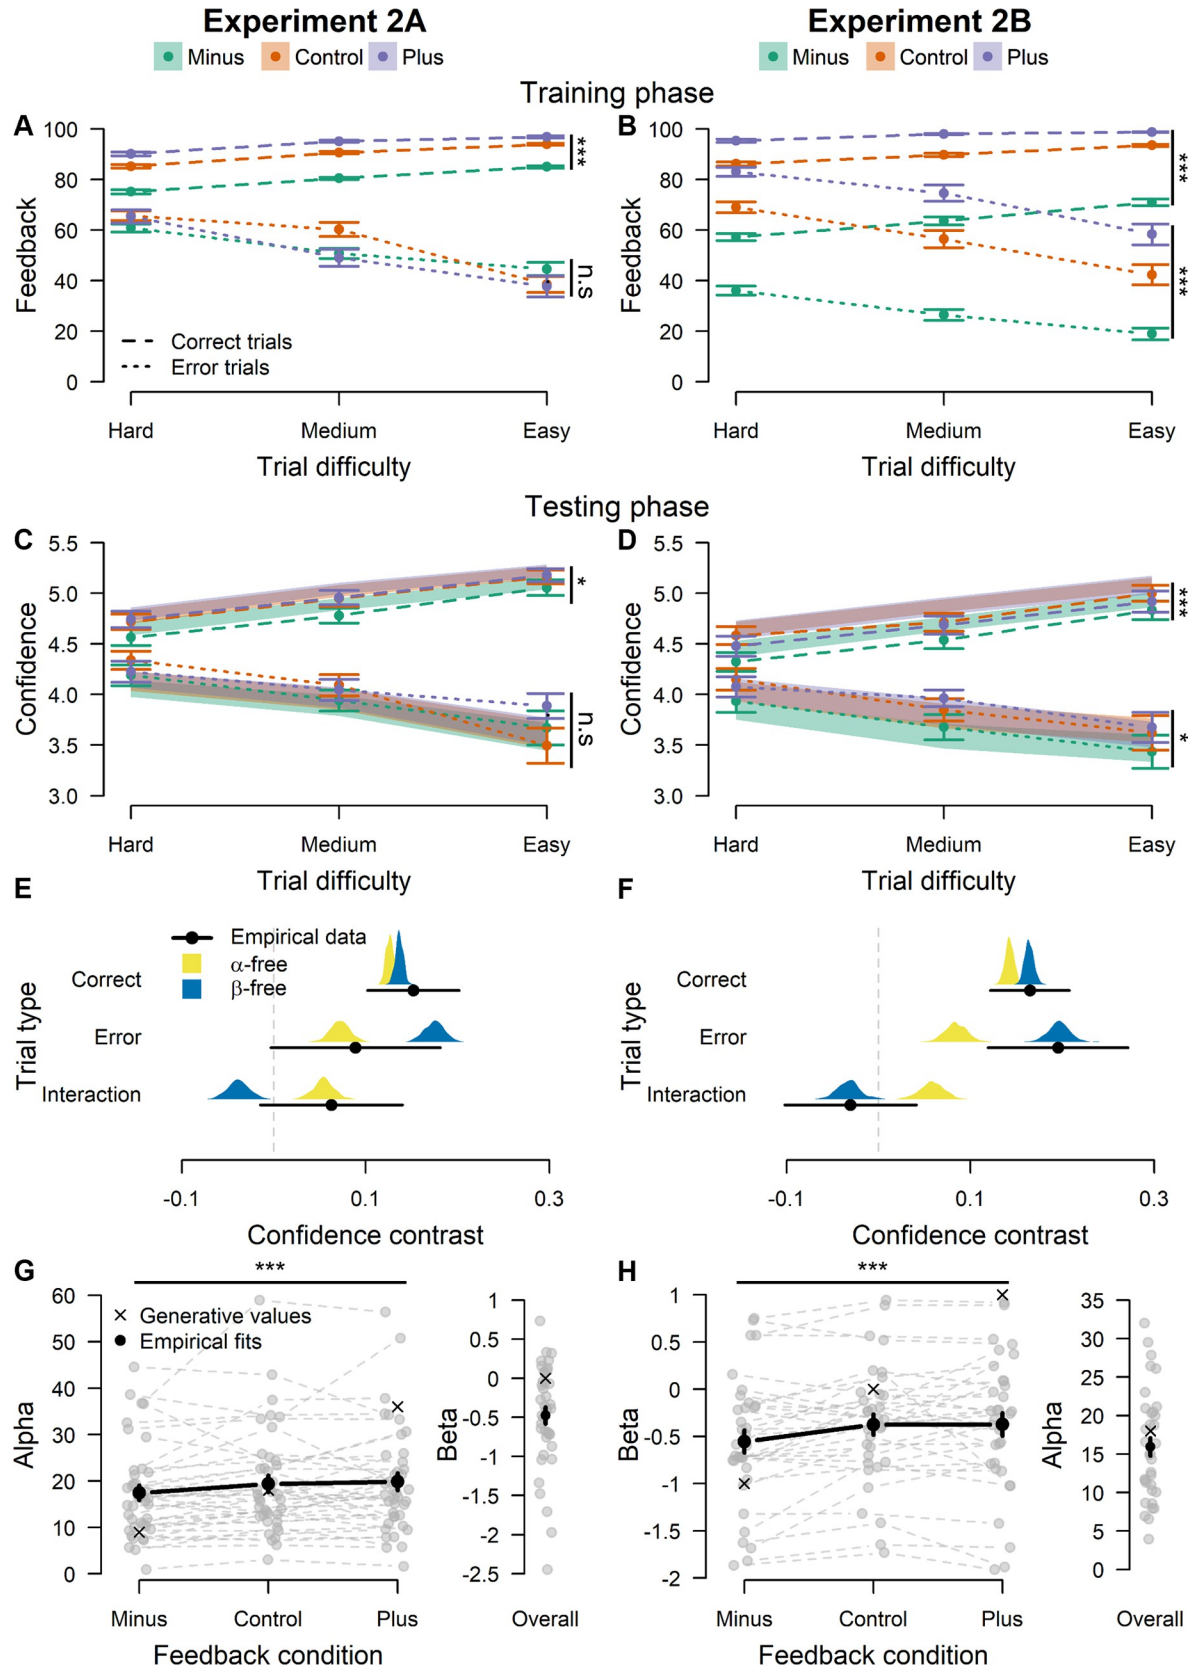 Experiment 2A
Experiment 2B
Minus Control Plus
Minus Control Plus
Training phase
A
B
Feedback
100
80
60
40
20
0
***
n.s
Correct trials
Error trials
Hard Medium Easy
Trial difficulty
Feedback
100
80
60
40
20
0
***
***
Hard Medium Easy
Trial difficulty
Testing phase
C
D
Confidence
5.5
5.0
4.5
4.0
3.5
3.0
*
n.s
Hard Medium Easy
Trial difficulty
Confidence
5.5
5.0
4.5
4.0
3.5
3.0
***
*
Hard Medium Easy
Trial difficulty
E
F
Trial type
Empirical data
α-free
β-free
Correct
Error
Interaction
-0.1 0.1 0.3
Confidence contrast
Trial type
Correct
Error
Interaction
-0.1 0.1 0.3
Confidence contrast
G
H
***
Alpha
60
50
40
30
20
10
0
× Generative values
Empirical fits
Minus Control Plus
Feedback condition
Beta
1
0.5
0
-0.5
-1
-1.5
-2
-2.5
Overall
***
Beta
1
0.5
0
-0.5
-1
-1.5
-2
Minus Control Plus
Feedback condition
Alpha
35
30
25
20
15
10
5
0
Overall